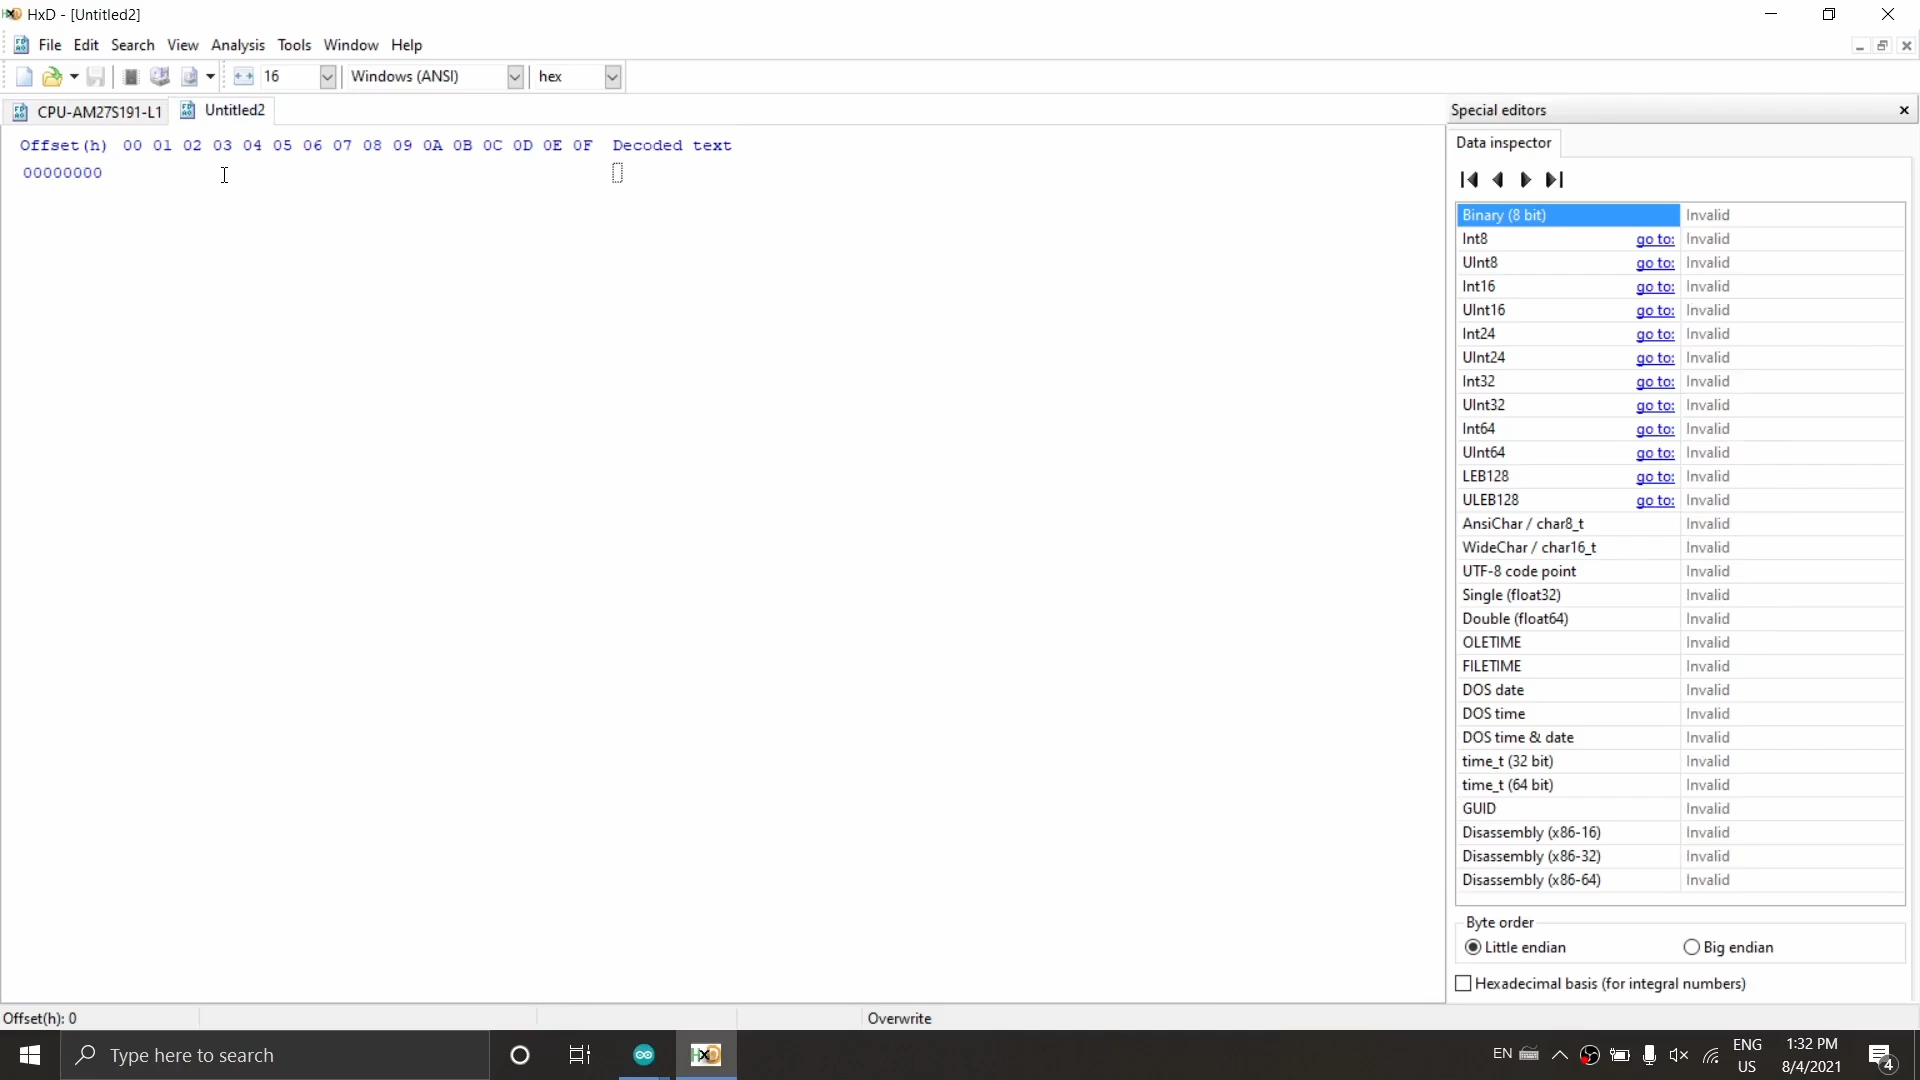 HxD - [Untitled2]
File Edit Search View Analysis Tools Window Help
16 Windows (ANSI) hex
CPU-AM27S191-L1 Untitled2
Offset(h) 00 01 02 03 04 05 06 07 08 09 0A 0B 0C 0D 0E 0F Decoded text
00000000
Special editors
Data inspector
Binary (8 bit) Invalid
Int8 go to: Invalid
UInt8 go to: Invalid
Int16 go to: Invalid
UInt16 go to: Invalid
Int24 go to: Invalid
UInt24 go to: Invalid
Int32 go to: Invalid
UInt32 go to: Invalid
Int64 go to: Invalid
UInt64 go to: Invalid
LEB128 go to: Invalid
ULEB128 go to: Invalid
AnsiChar / char8_t Invalid
WideChar / char16_t Invalid
UTF-8 code point Invalid
Single (float32) Invalid
Double (float64) Invalid
OLETIME Invalid
FILETIME Invalid
DOS date Invalid
DOS time Invalid
DOS time & date Invalid
time_t (32 bit) Invalid
time_t (64 bit) Invalid
GUID Invalid
Disassembly (x86-16) Invalid
Disassembly (x86-32) Invalid
Disassembly (x86-64) Invalid
Byte order
Little endian Big endian
Hexadecimal basis (for integral numbers)
Offset(h): 0 Overwrite
Type here to search
EN
ENG
US
1:32 PM
8/4/2021
4